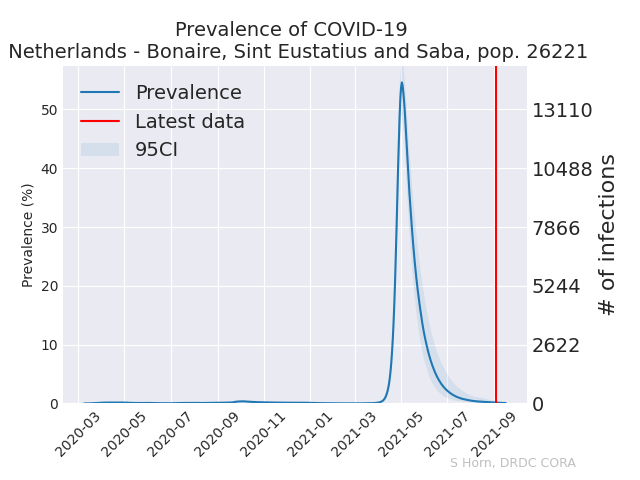 Prevalence of COVID-19
Netherlands - Bonaire, Sint Eustatius and Saba, pop. 26221
Prevalence
Latest data
95CI
Prevalence (%)
50
40
30
20
10
0
13110
10488
7866
5244
2622
0
# of infections
2020-03
2020-05
2020-07
2020-09
2020-11
2021-01
2021-03
2021-05
2021-07
2021-09
S Horn, DRDC CORA